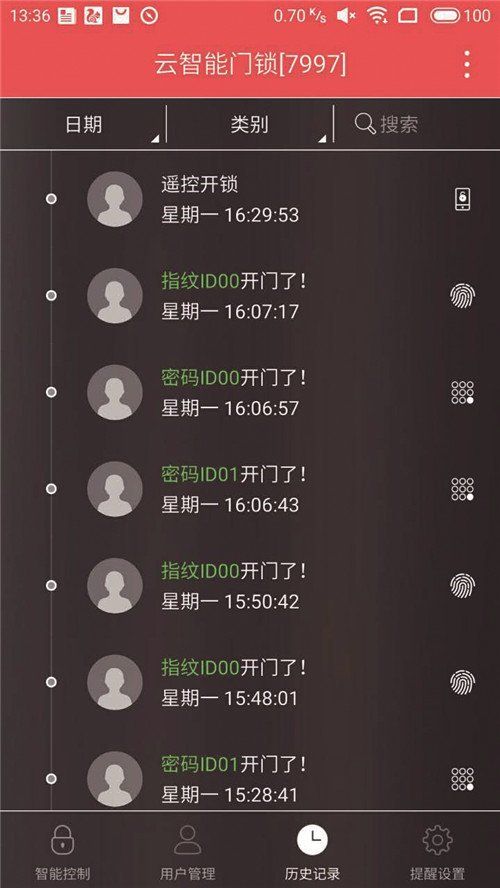 13:36
0.70 K/s
100
云智能门锁[7997]
日期 类别 搜索
遥控开锁
星期一 16:29:53
指纹ID00开门了！
星期一 16:07:17
密码ID00开门了！
星期一 16:06:57
密码ID01开门了！
星期一 16:06:43
指纹ID00开门了！
星期一 15:50:42
指纹ID00开门了！
星期一 15:48:01
密码ID01开门了！
星期一 15:28:41
智能控制 用户管理 历史记录 提醒设置